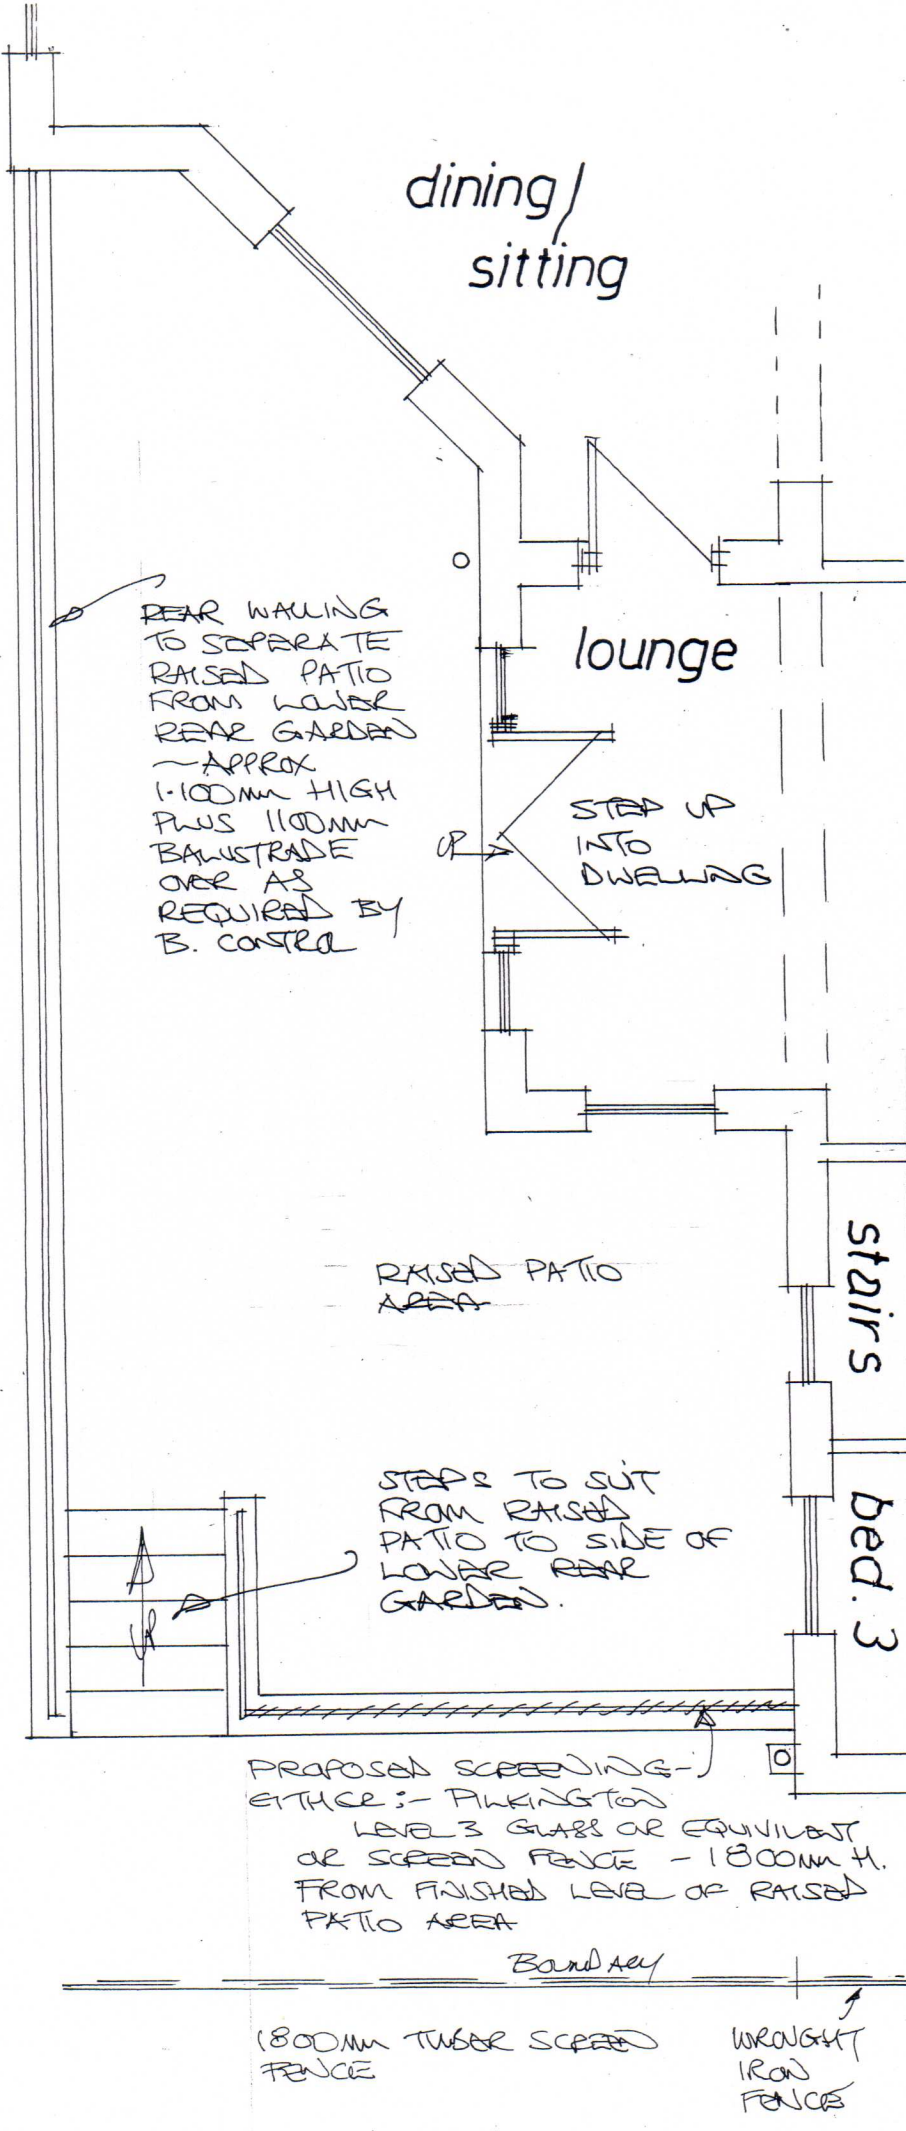 dining/
sitting
REAR WALLING
TO SEPERATE
RAISED PATIO
FROM LOWER
REAR GARDEN
— APPROX
1·100mm HIGH
PLUS 1100mm
BALUSTRADE
OVER AS
REQUIRED BY
B. CONTROL
lounge
UP
STEP UP
INTO
DWELLING
RAISED PATIO
AREA
stairs
STEPS TO SUIT
FROM RAISED
PATIO TO SIDE OF
LOWER REAR
GARDEN.
UP
bed. 3
PROPOSED SCREENING-
EITHER :- PILKINGTON
LEVEL 3 GLASS OR EQUIVILENT
OR SCREEN FENCE - 1800mm H.
FROM FINISHED LEVEL OF RAISED
PATIO AREA
Boundary
1800mm TIMBER SCREEN
FENCE
WROUGHT
IRON
FENCE